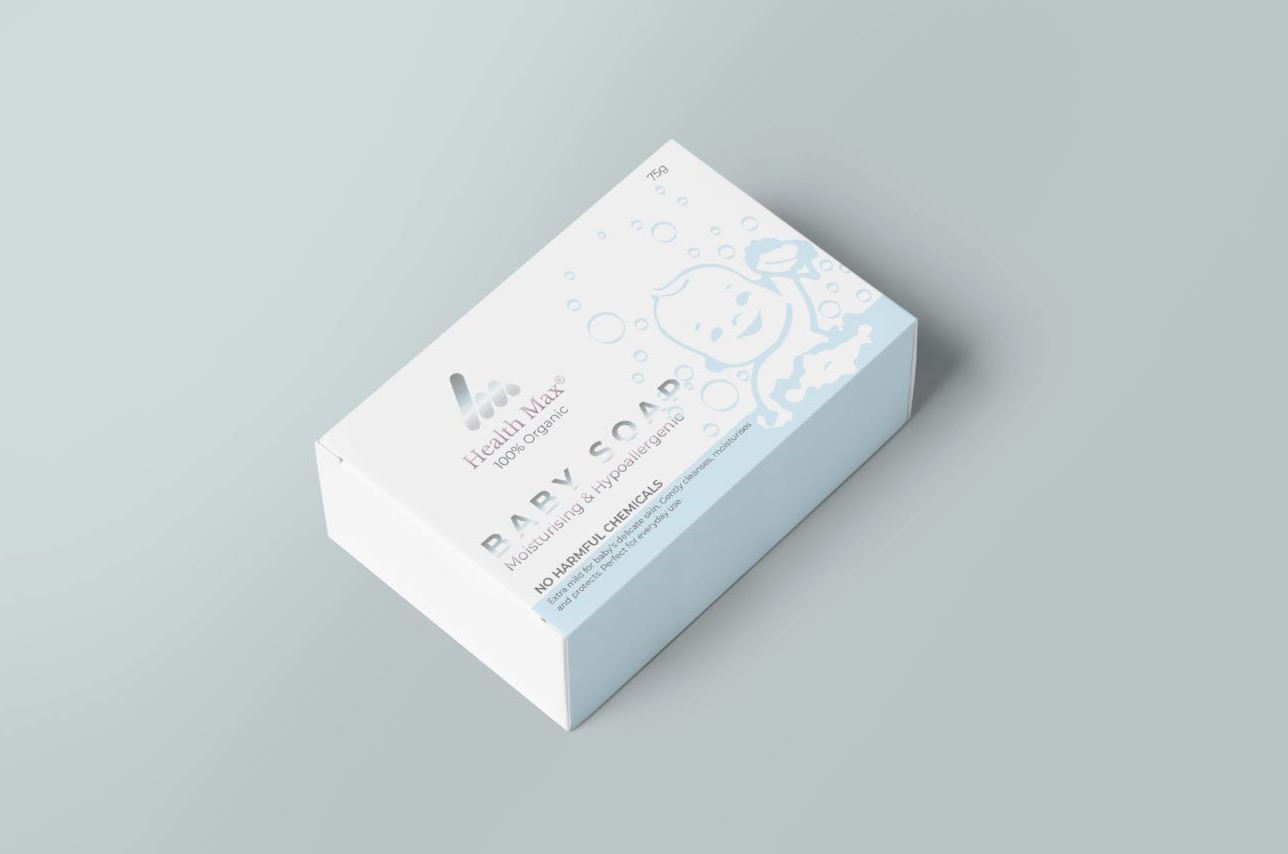 75g
Health Max®
100% Organic
BABY SOAP
Moisturising & Hypoallergenic
NO HARMFUL CHEMICALS
Extra mild for baby's delicate skin. Gently cleanses, moisturises
and protects. Perfect for everyday use.